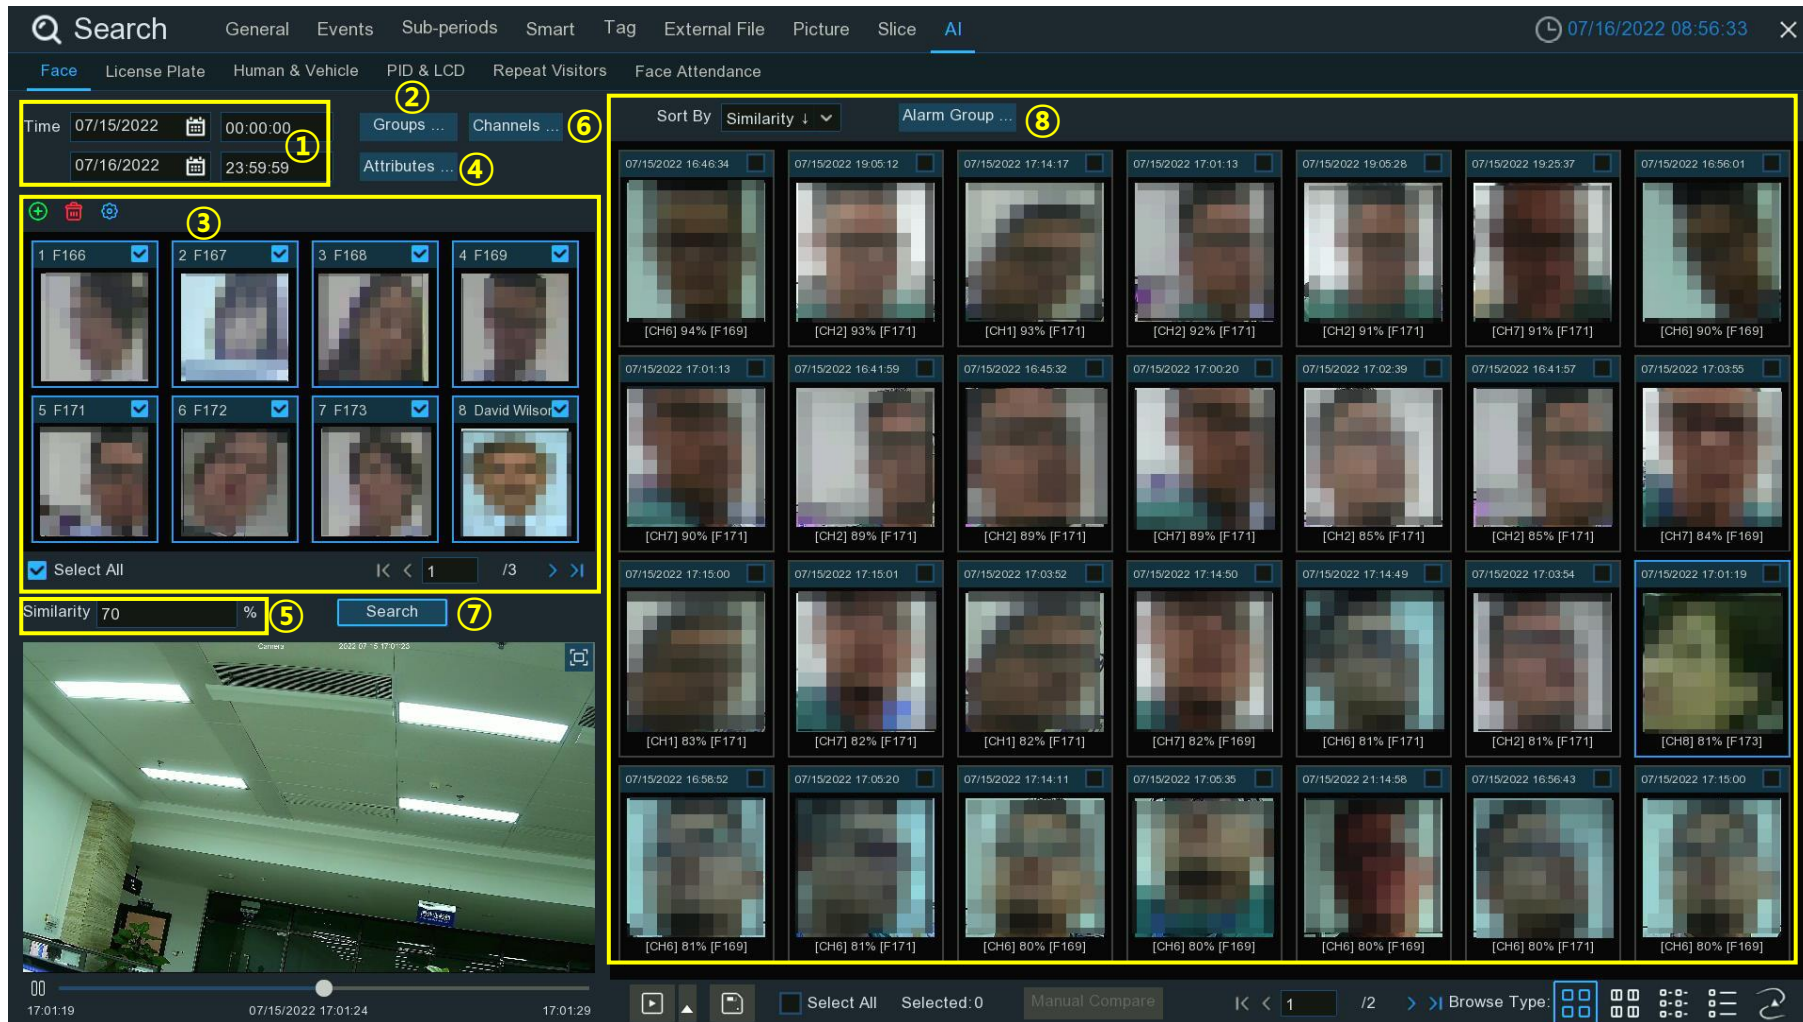 Search General Events Sub-periods Smart Tag External File Picture Slice AI 07/16/2022 08:56:33
Face License Plate Human & Vehicle PID & LCD Repeat Visitors Face Attendance
Time 07/15/2022 00:00:00 ① Groups ... ② Channels ... ⑥
07/16/2022 23:59:59 Attributes ... ④
③
1 F166 2 F167 3 F168 4 F169
5 F171 6 F172 7 F173 8 David Wilson
Select All 1 /3
Similarity 70 % ⑤ Search ⑦
Camera
17:01:19 07/15/2022 17:01:24 17:01:29
Sort By Similarity ↓ Alarm Group ... ⑧
07/15/2022 16:46:34 07/15/2022 19:05:12 07/15/2022 17:14:17 07/15/2022 17:01:13 07/15/2022 19:05:28 07/15/2022 19:25:37 07/15/2022 16:56:01
[CH6] 94% [F169] [CH2] 93% [F171] [CH1] 93% [F171] [CH2] 92% [F171] [CH2] 91% [F171] [CH7] 91% [F171] [CH6] 90% [F169]
07/15/2022 17:01:13 07/15/2022 16:41:59 07/15/2022 16:45:32 07/15/2022 17:00:20 07/15/2022 17:02:39 07/15/2022 16:41:57 07/15/2022 17:03:55
[CH7] 90% [F171] [CH2] 89% [F171] [CH2] 89% [F171] [CH7] 89% [F171] [CH2] 85% [F171] [CH2] 85% [F171] [CH7] 84% [F169]
07/15/2022 17:15:00 07/15/2022 17:15:01 07/15/2022 17:03:52 07/15/2022 17:14:50 07/15/2022 17:14:49 07/15/2022 17:03:54 07/15/2022 17:01:19
[CH1] 83% [F171] [CH7] 82% [F171] [CH1] 82% [F171] [CH7] 82% [F169] [CH6] 81% [F171] [CH2] 81% [F171] [CH8] 81% [F173]
07/15/2022 16:58:52 07/15/2022 17:05:20 07/15/2022 17:14:11 07/15/2022 17:05:35 07/15/2022 21:14:58 07/15/2022 16:56:43 07/15/2022 17:15:00
[CH6] 81% [F169] [CH6] 81% [F171] [CH6] 80% [F169] [CH6] 80% [F169] [CH6] 80% [F169] [CH6] 80% [F171] [CH6] 80% [F169]
Select All Selected:0 Manual Compare 1 /2 Browse Type: